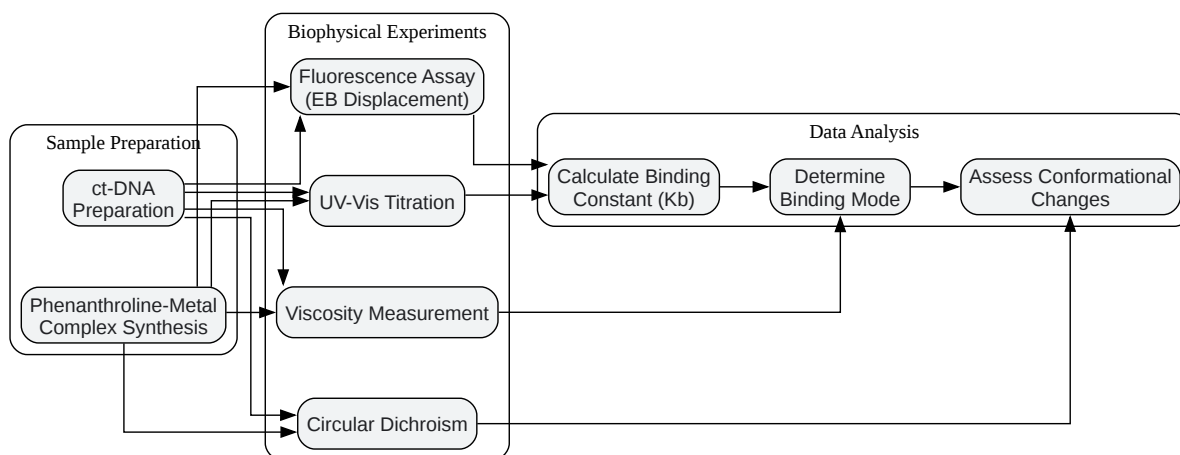 Biophysical Experiments
Fluorescence Assay
(EB Displacement)
Sample Preparation
Data Analysis
ct-DNA
Preparation
UV-Vis Titration
Calculate Binding
Constant (Kb)
Determine
Binding Mode
Assess Conformational
Changes
Phenanthroline-Metal
Complex Synthesis
Viscosity Measurement
Circular Dichroism